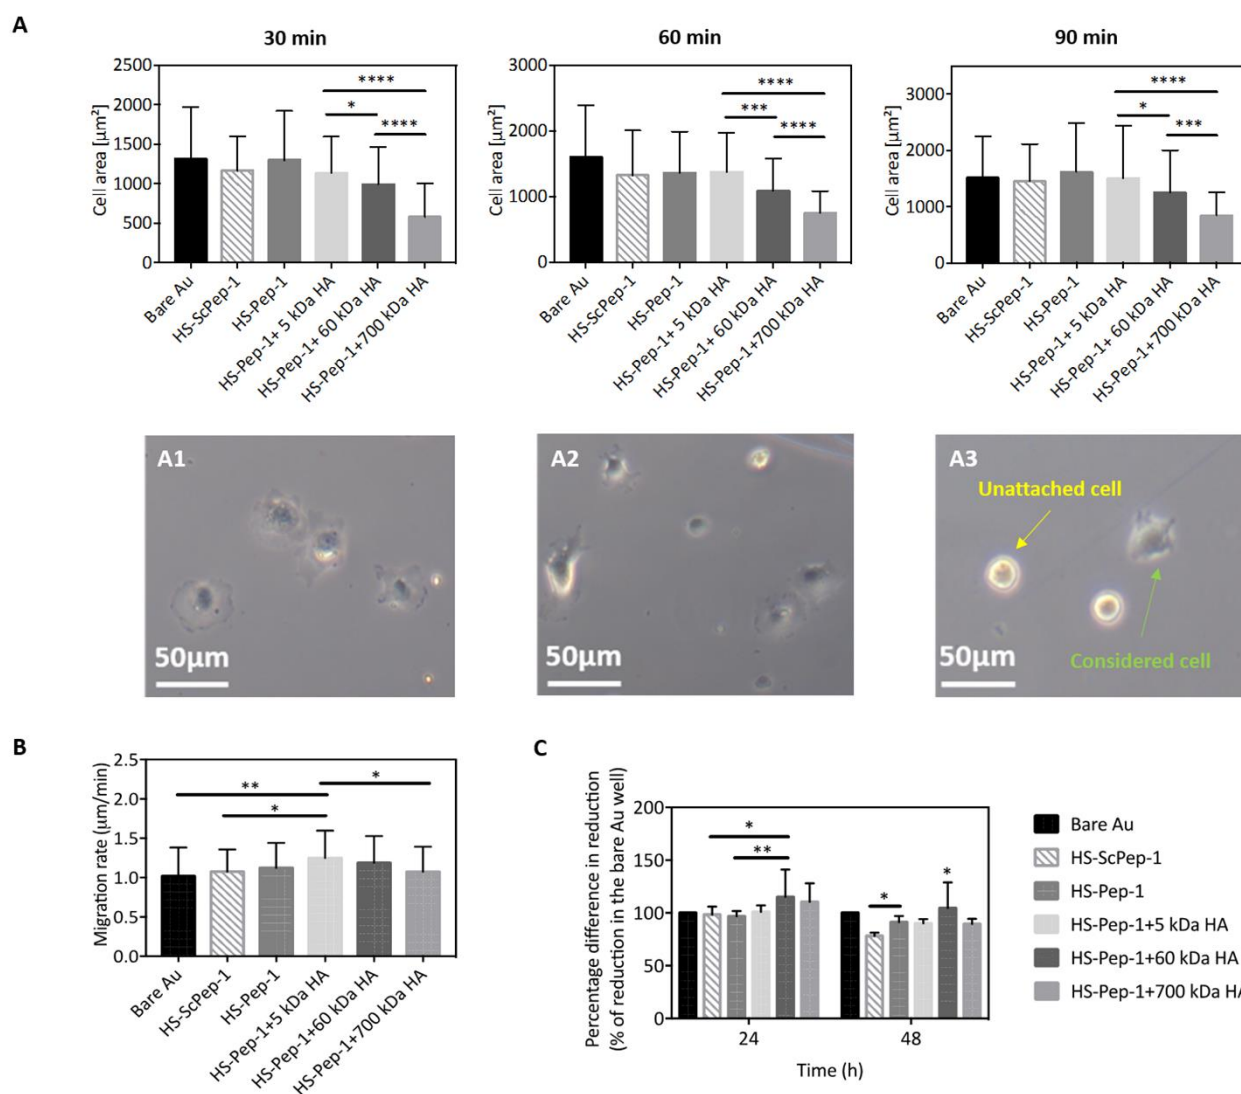 A
30 min
60 min
90 min
Cell area [μm²]
2500
2000
1500
1000
500
0
****
*
****
Bare Au
HS-ScPep-1
HS-Pep-1
HS-Pep-1+ 5 kDa HA
HS-Pep-1+ 60 kDa HA
HS-Pep-1+700 kDa HA
Cell area [μm²]
3000
2000
1000
0
****
***
****
Bare Au
HS-ScPep-1
HS-Pep-1
HS-Pep-1+ 5 kDa HA
HS-Pep-1+ 60 kDa HA
HS-Pep-1+700 kDa HA
Cell area [μm²]
3000
2000
1000
0
****
*
***
Bare Au
HS-ScPep-1
HS-Pep-1
HS-Pep-1+ 5 kDa HA
HS-Pep-1+ 60 kDa HA
HS-Pep-1+700 kDa HA
A1
50μm
A2
50μm
A3
Unattached cell
Considered cell
50μm
B
Migration rate (μm/min)
2.5
2.0
1.5
1.0
0.5
0.0
**
*
*
Bare Au
HS-ScPep-1
HS-Pep-1
HS-Pep-1+5 kDa HA
HS-Pep-1+60 kDa HA
HS-Pep-1+700 kDa HA
C
Percentage difference in reduction
(% of reduction in the bare Au well)
200
150
100
50
0
*
**
*
*
24
48
Time (h)
Bare Au
HS-ScPep-1
HS-Pep-1
HS-Pep-1+5 kDa HA
HS-Pep-1+60 kDa HA
HS-Pep-1+700 kDa HA